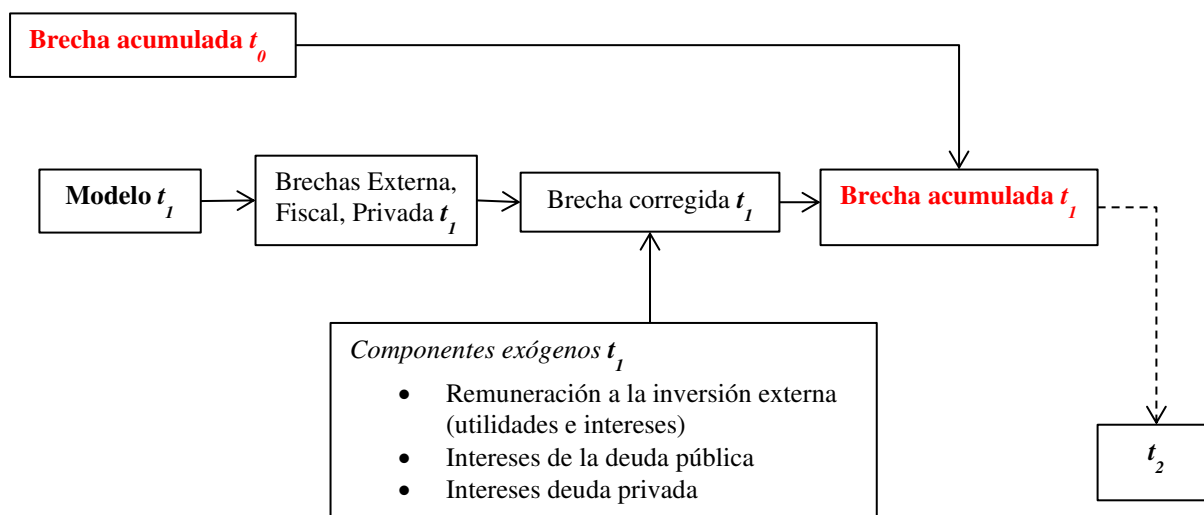 Brecha acumulada t0
Modelo t1
Brechas Externa,
Fiscal, Privada t1
Brecha corregida t1
Brecha acumulada t1
Componentes exógenos t1
• Remuneración a la inversión externa
(utilidades e intereses)
• Intereses de la deuda pública
• Intereses deuda privada
t2